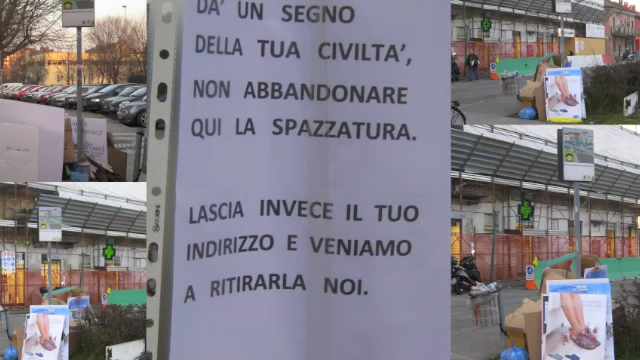 DA' UN SEGNO
DELLA TUA CIVILTA',
NON ABBANDONARE
QUI LA SPAZZATURA.
LASCIA INVECE IL TUO
INDIRIZZO E VENIAMO
A RITIRARLA NOI.